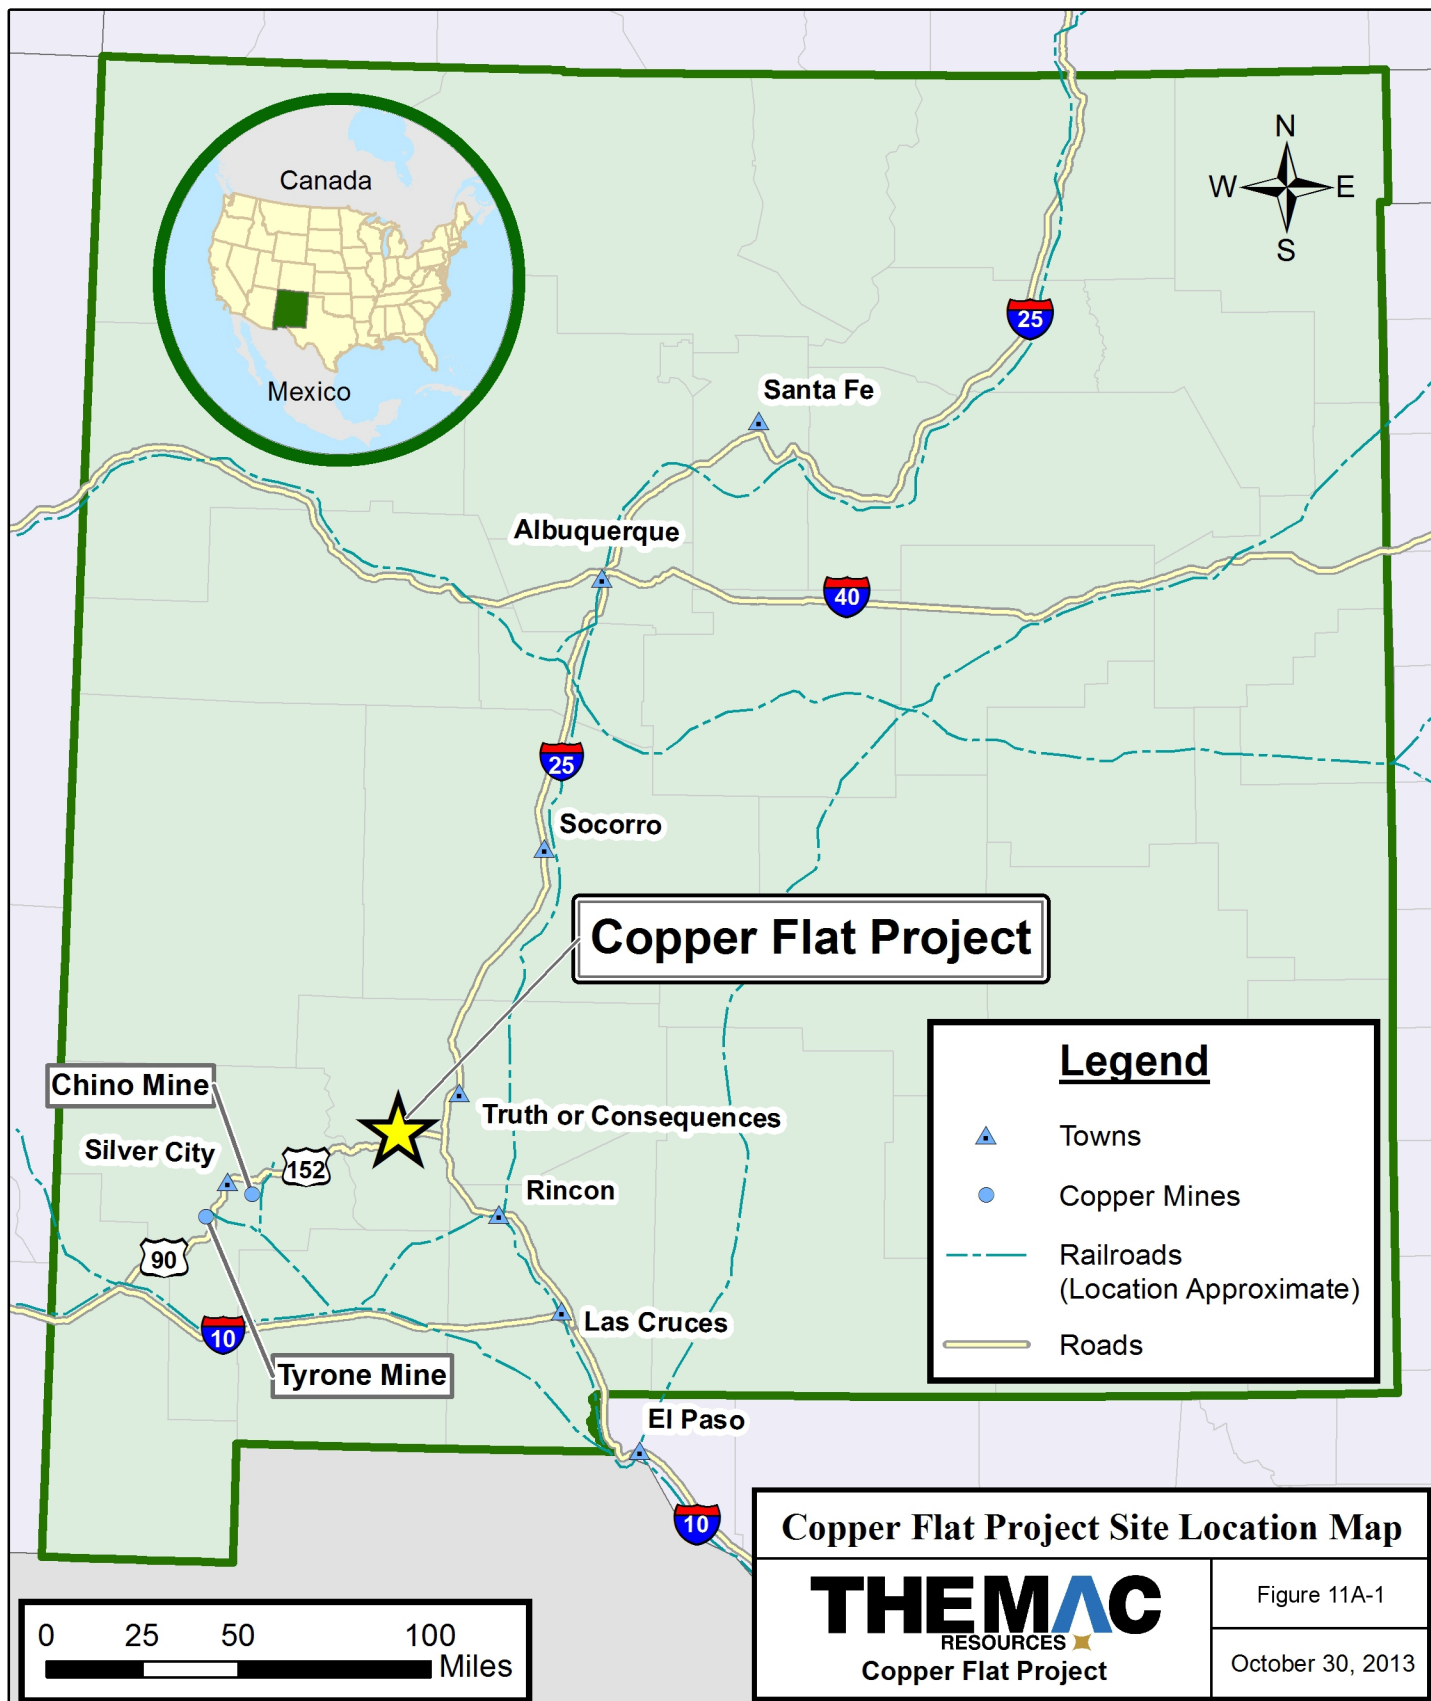 Canada
Mexico
N
W
E
S
25
Santa Fe
Albuquerque
40
25
Socorro
Copper Flat Project
Chino Mine
Truth or Consequences
Silver City
152
Rincon
90
10
Las Cruces
Tyrone Mine
El Paso
10
Legend
Towns
Copper Mines
Railroads
(Location Approximate)
Roads
Copper Flat Project Site Location Map
THEMAC
RESOURCES
Copper Flat Project
Figure 11A-1
October 30, 2013
0 25 50 100
Miles